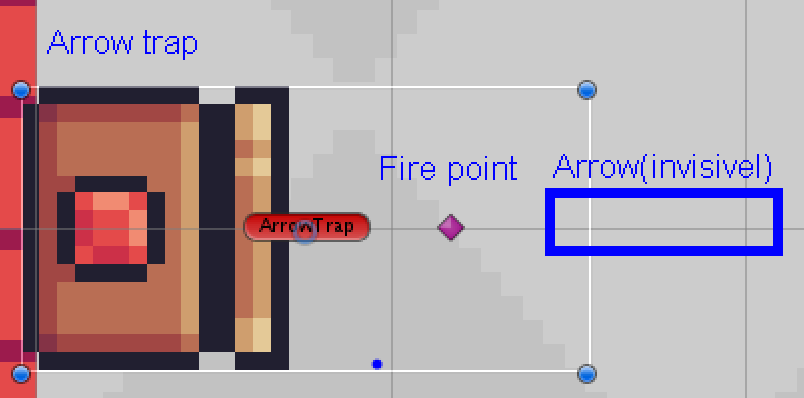 Arrow trap
Fire point
Arrow(invisivel)
ArrowTrap